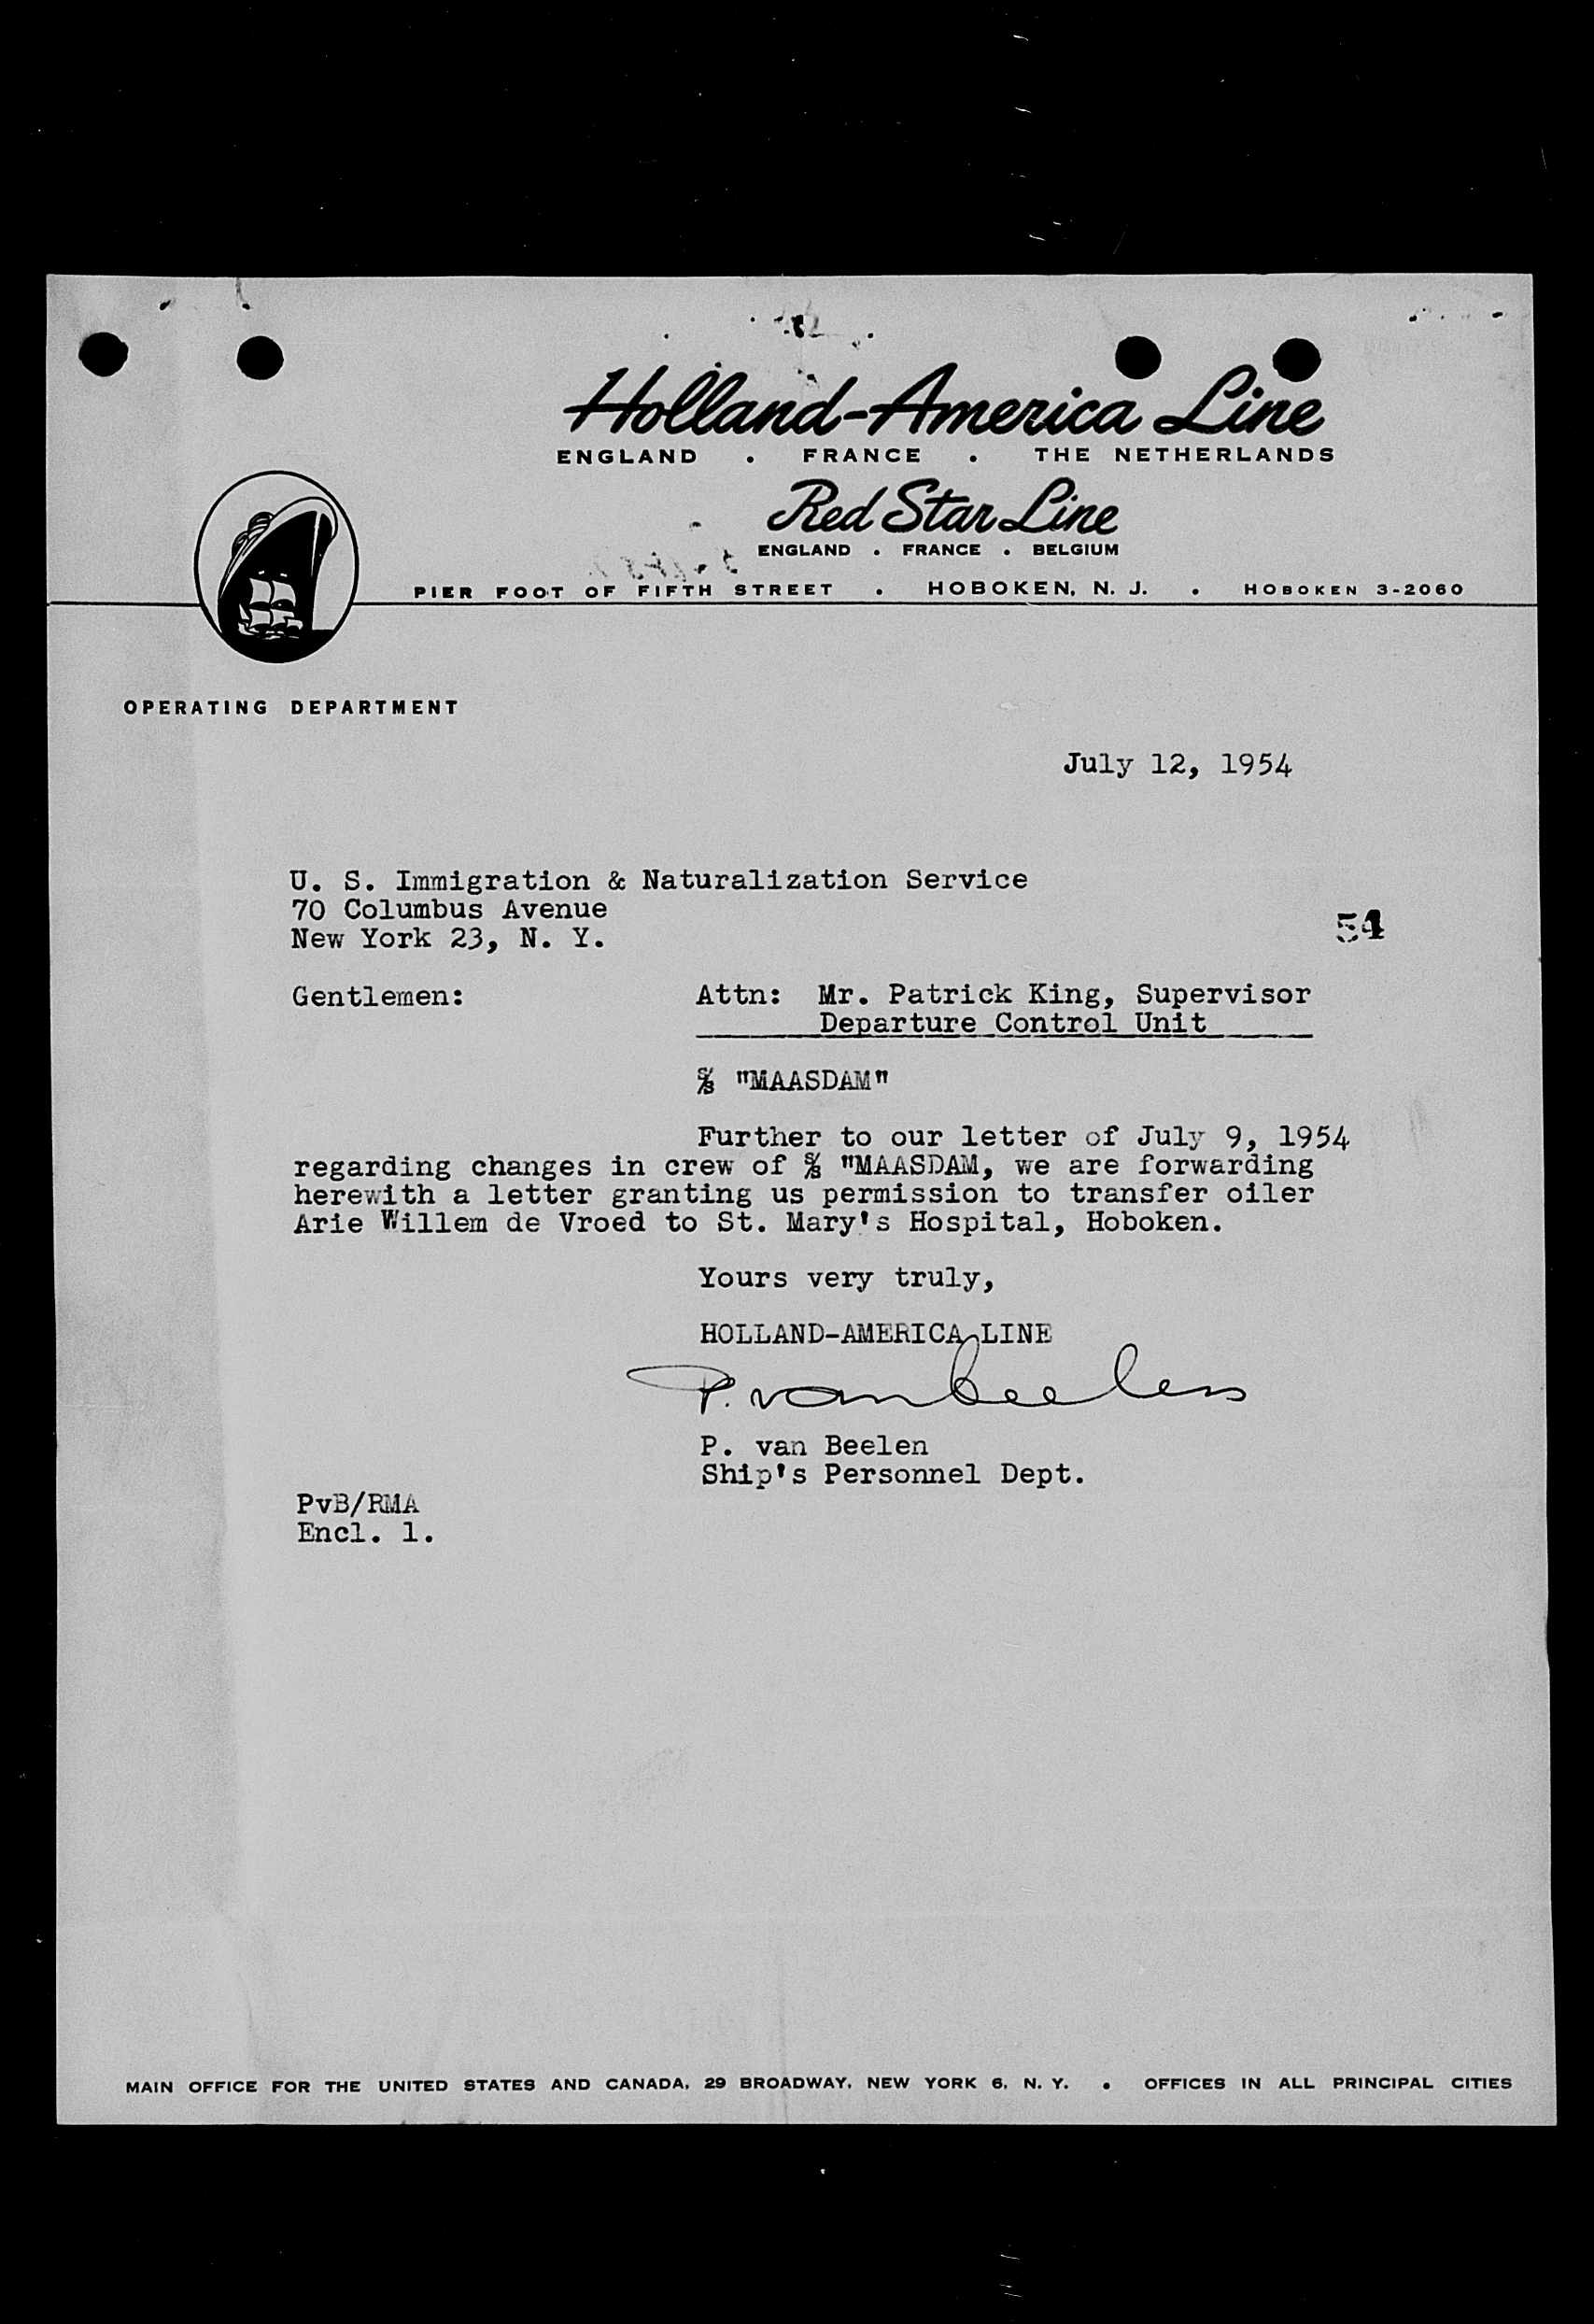 Holland-America Line
ENGLAND . FRANCE . THE NETHERLANDS
Red Star Line
ENGLAND . FRANCE . BELGIUM
PIER FOOT OF FIFTH STREET . HOBOKEN, N. J. . HOBOKEN 3-2060
OPERATING DEPARTMENT
July 12, 1954
U. S. Immigration & Naturalization Service
70 Columbus Avenue
New York 23, N. Y.
54
Gentlemen: Attn: Mr. Patrick King, Supervisor
Departure Control Unit
S/S "MAASDAM"
Further to our letter of July 9, 1954
regarding changes in crew of S/S "MAASDAM, we are forwarding
herewith a letter granting us permission to transfer oiler
Arie Willem de Vroed to St. Mary's Hospital, Hoboken.
Yours very truly,
HOLLAND-AMERICA LINE
P. van Beelen
P. van Beelen
Ship's Personnel Dept.
PvB/RMA
Encl. 1.
MAIN OFFICE FOR THE UNITED STATES AND CANADA, 29 BROADWAY, NEW YORK 6, N. Y. • OFFICES IN ALL PRINCIPAL CITIES